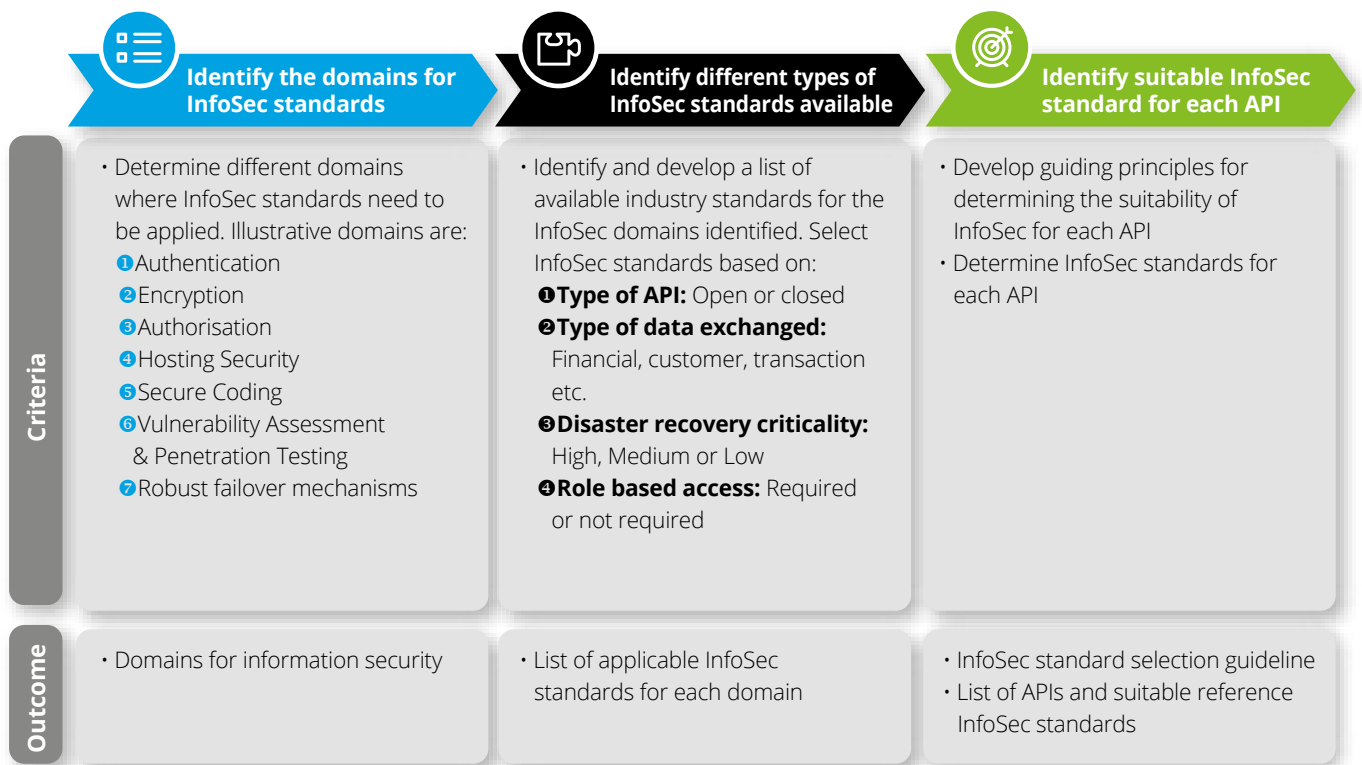 Identify the domains for
InfoSec standards
Identify different types of
InfoSec standards available
Identify suitable InfoSec
standard for each API
Criteria
• Determine different domains
where InfoSec standards need to
be applied. Illustrative domains are:
❶Authentication
❷Encryption
❸Authorisation
❹Hosting Security
❺Secure Coding
❻Vulnerability Assessment
& Penetration Testing
❼Robust failover mechanisms
• Identify and develop a list of
available industry standards for the
InfoSec domains identified. Select
InfoSec standards based on:
❶Type of API: Open or closed
❷Type of data exchanged:
Financial, customer, transaction
etc.
❸Disaster recovery criticality:
High, Medium or Low
❹Role based access: Required
or not required
• Develop guiding principles for
determining the suitability of
InfoSec for each API
• Determine InfoSec standards for
each API
Outcome
• Domains for information security
• List of applicable InfoSec
standards for each domain
• InfoSec standard selection guideline
• List of APIs and suitable reference
InfoSec standards